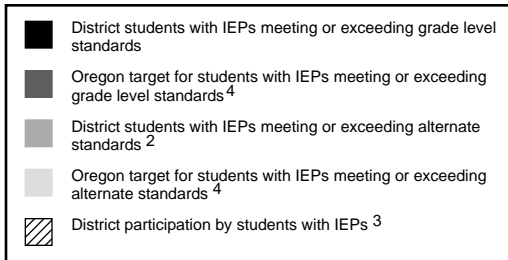 District students with IEPs meeting or exceeding grade level
standards
Oregon target for students with IEPs meeting or exceeding
grade level standards 4
District students with IEPs meeting or exceeding alternate
standards 2
Oregon target for students with IEPs meeting or exceeding
alternate standards 4
District participation by students with IEPs 3